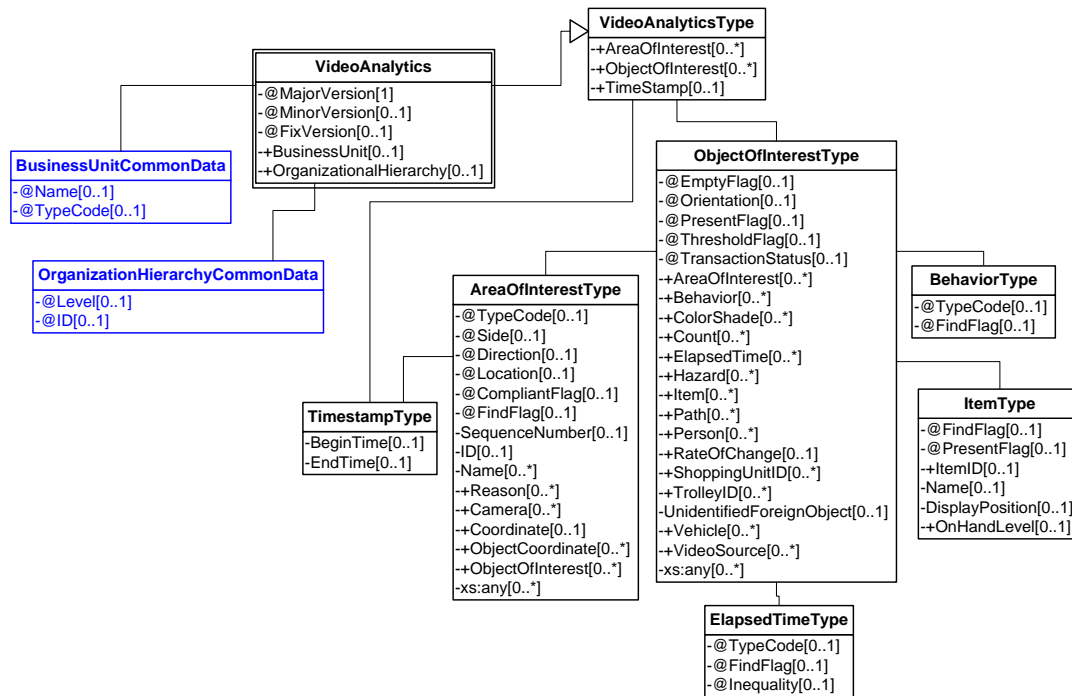 VideoAnalyticsType
-+AreaOfInterest[0..*]
-+ObjectOfInterest[0..*]
-+TimeStamp[0..1]
VideoAnalytics
-@MajorVersion[1]
-@MinorVersion[0..1]
-@FixVersion[0..1]
-+BusinessUnit[0..1]
-+OrganizationalHierarchy[0..1]
BusinessUnitCommonData
-@Name[0..1]
-@TypeCode[0..1]
OrganizationHierarchyCommonData
-@Level[0..1]
-@ID[0..1]
ObjectOfInterestType
-@EmptyFlag[0..1]
-@Orientation[0..1]
-@PresentFlag[0..1]
-@ThresholdFlag[0..1]
-@TransactionStatus[0..1]
-+AreaOfInterest[0..*]
-+Behavior[0..*]
-+ColorShade[0..*]
-+Count[0..*]
-+ElapsedTime[0..*]
-+Hazard[0..*]
-+Item[0..*]
-+Path[0..*]
-+Person[0..*]
-+RateOfChange[0..1]
-+ShoppingUnitID[0..*]
-+TrolleyID[0..*]
-UnidentifiedForeignObject[0..1]
-+Vehicle[0..*]
-+VideoSource[0..*]
-xs:any[0..*]
AreaOfInterestType
-@TypeCode[0..1]
-@Side[0..1]
-@Direction[0..1]
-@Location[0..1]
-@CompliantFlag[0..1]
-@FindFlag[0..1]
-SequenceNumber[0..1]
-ID[0..1]
-Name[0..*]
-+Reason[0..*]
-+Camera[0..*]
-+Coordinate[0..1]
-+ObjectCoordinate[0..*]
-+ObjectOfInterest[0..*]
-xs:any[0..*]
BehaviorType
-@TypeCode[0..1]
-@FindFlag[0..1]
TimestampType
-BeginTime[0..1]
-EndTime[0..1]
ItemType
-@FindFlag[0..1]
-@PresentFlag[0..1]
-+ItemID[0..1]
-Name[0..1]
-DisplayPosition[0..1]
-+OnHandLevel[0..1]
ElapsedTimeType
-@TypeCode[0..1]
-@FindFlag[0..1]
-@Inequality[0..1]